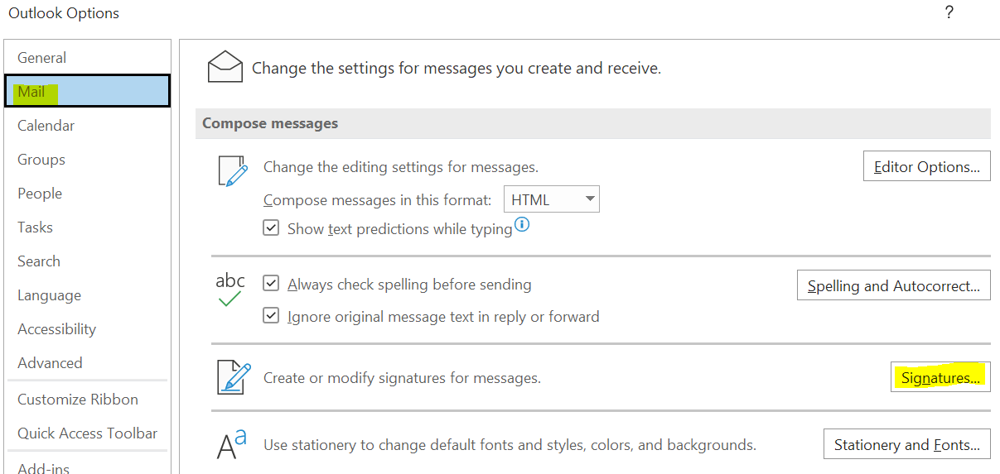 Outlook Options
?
General
Mail
Calendar
Groups
People
Tasks
Search
Language
Accessibility
Advanced
Customize Ribbon
Quick Access Toolbar
Add-ins
Change the settings for messages you create and receive.
Compose messages
Change the editing settings for messages.
Editor Options...
Compose messages in this format:
HTML
Show text predictions while typing
abc
Always check spelling before sending
Spelling and Autocorrect...
Ignore original message text in reply or forward
Create or modify signatures for messages.
Signatures...
Aa
Use stationery to change default fonts and styles, colors, and backgrounds.
Stationery and Fonts...